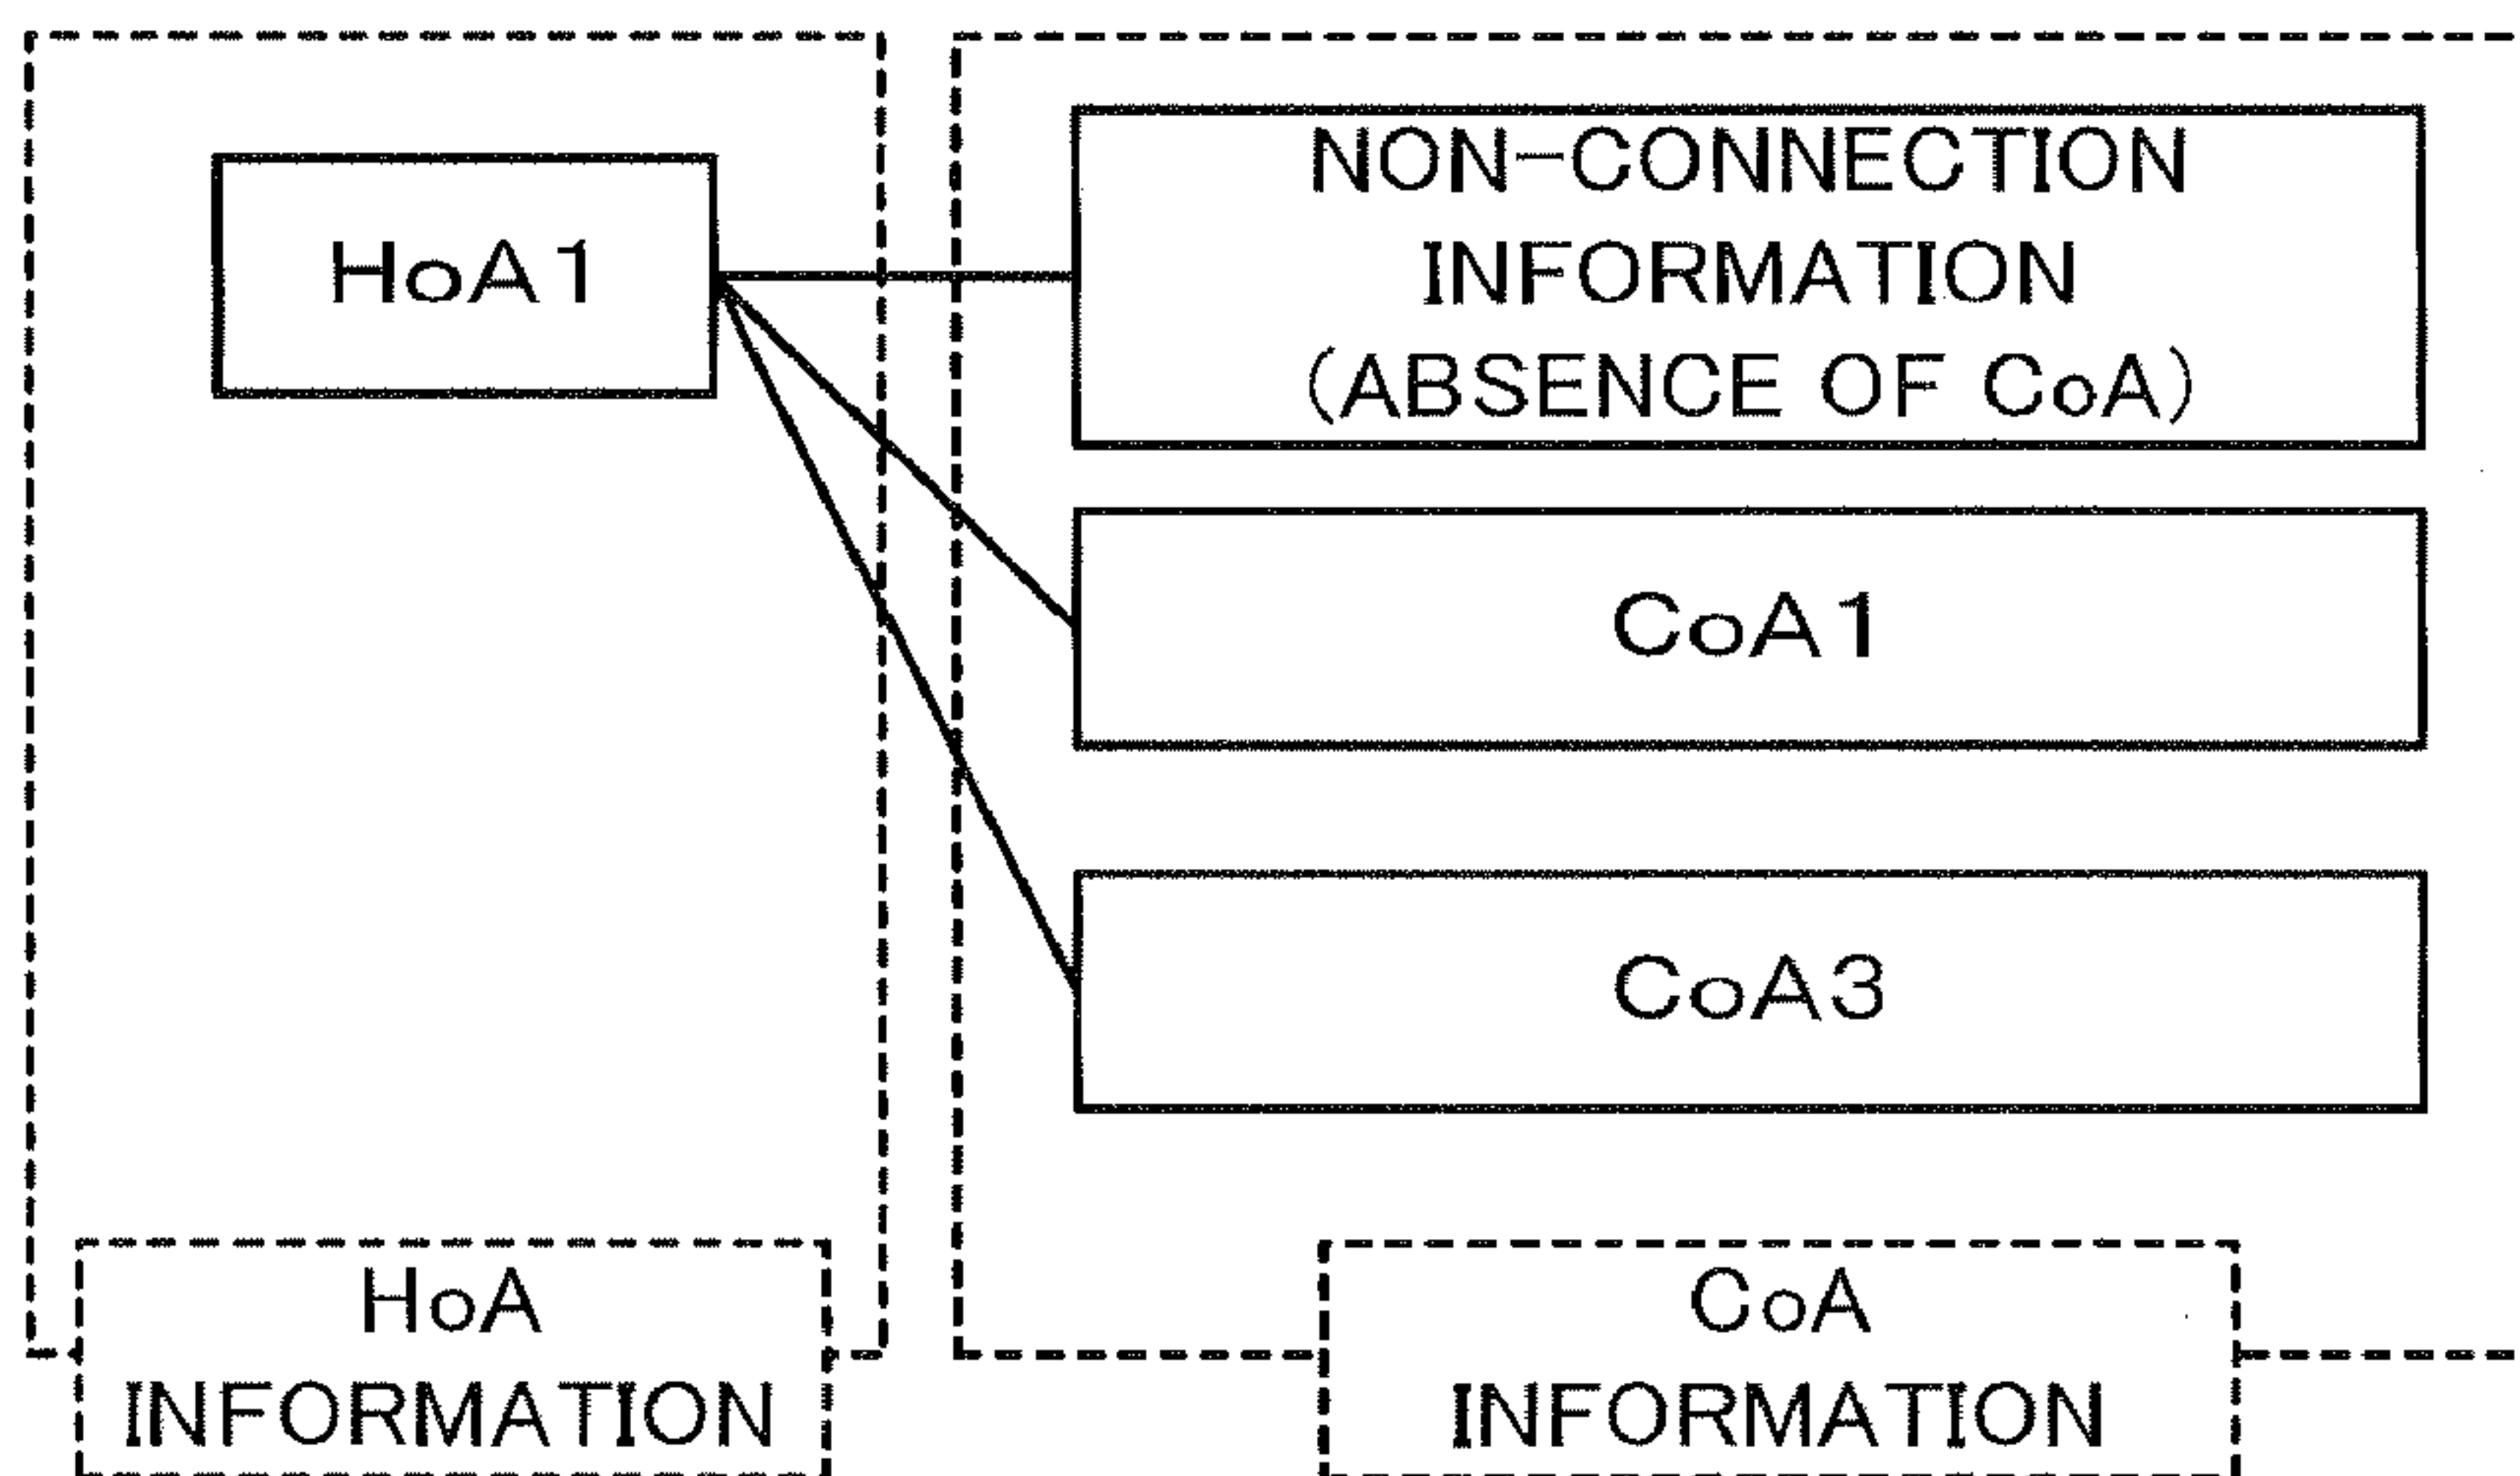 HoA1
NON-CONNECTION
INFORMATION
(ABSENCE OF CoA)
CoA1
CoA3
HoA
INFORMATION
CoA
INFORMATION